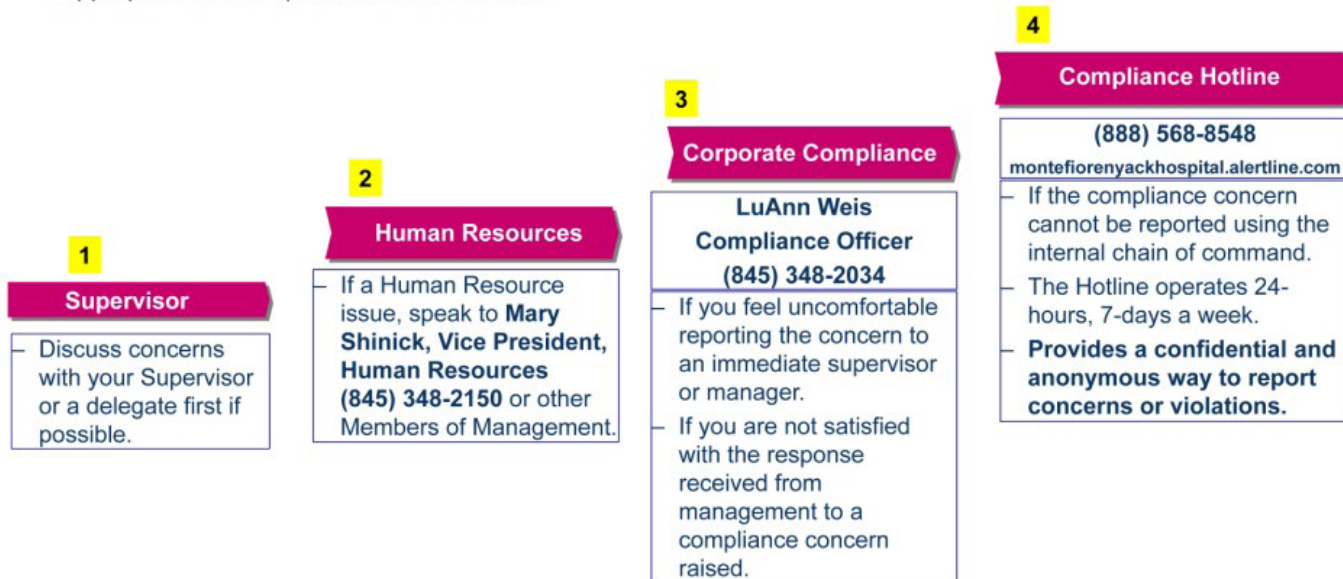 1
Supervisor
– Discuss concerns
with your Supervisor
or a delegate first if
possible.
2
Human Resources
– If a Human Resource
issue, speak to Mary
Shinick, Vice President,
Human Resources
(845) 348-2150 or other
Members of Management.
3
Corporate Compliance
LuAnn Weis
Compliance Officer
(845) 348-2034
– If you feel uncomfortable
reporting the concern to
an immediate supervisor
or manager.
– If you are not satisfied
with the response
received from
management to a
compliance concern
raised.
4
Compliance Hotline
(888) 568-8548
montefiorenyackhospital.alertline.com
– If the compliance concern
cannot be reported using the
internal chain of command.
– The Hotline operates 24-
hours, 7-days a week.
– Provides a confidential and
anonymous way to report
concerns or violations.